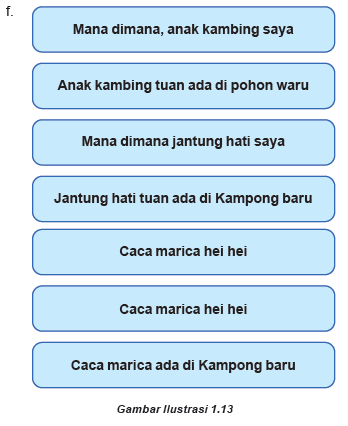 f.
Mana dimana, anak kambing saya
Anak kambing tuan ada di pohon waru
Mana dimana jantung hati saya
Jantung hati tuan ada di Kampong baru
Caca marica hei hei
Caca marica hei hei
Caca marica ada di Kampong baru
Gambar Ilustrasi 1.13